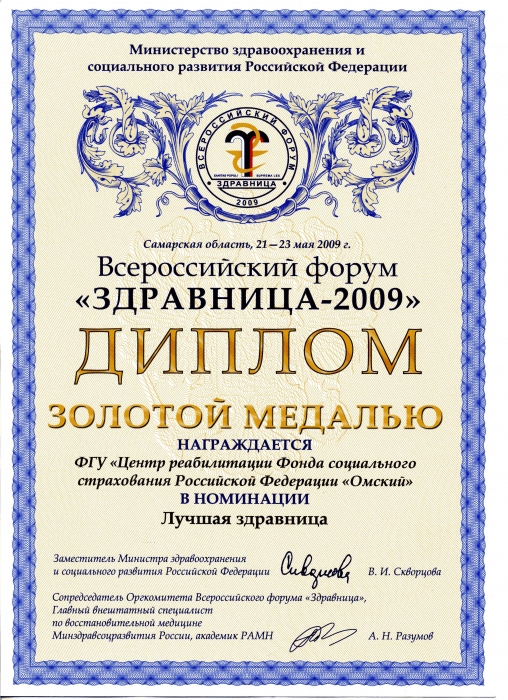 Министерство здравоохранения и
социального развития Российской Федерации
ВСЕРОССИЙСКИЙ ФОРУМ
SANITAS POPULI SUPREMA LEX
ЗДРАВНИЦА
2009
Самарская область, 21—23 мая 2009 г.
Всероссийский форум
«ЗДРАВНИЦА-2009»
ДИПЛОМ
ЗОЛОТОЙ МЕДАЛЬЮ
НАГРАЖДАЕТСЯ
ФГУ «Центр реабилитации Фонда социального
страхования Российской Федерации «Омский»
В НОМИНАЦИИ
Лучшая здравница
Заместитель Министра здравоохранения
и социального развития Российской Федерации В. И. Скворцова
Сопредседатель Оргкомитета Всероссийского форума «Здравница»,
Главный внештатный специалист
по восстановительной медицине
Минздравсоцразвития России, академик РАМН А. Н. Разумов